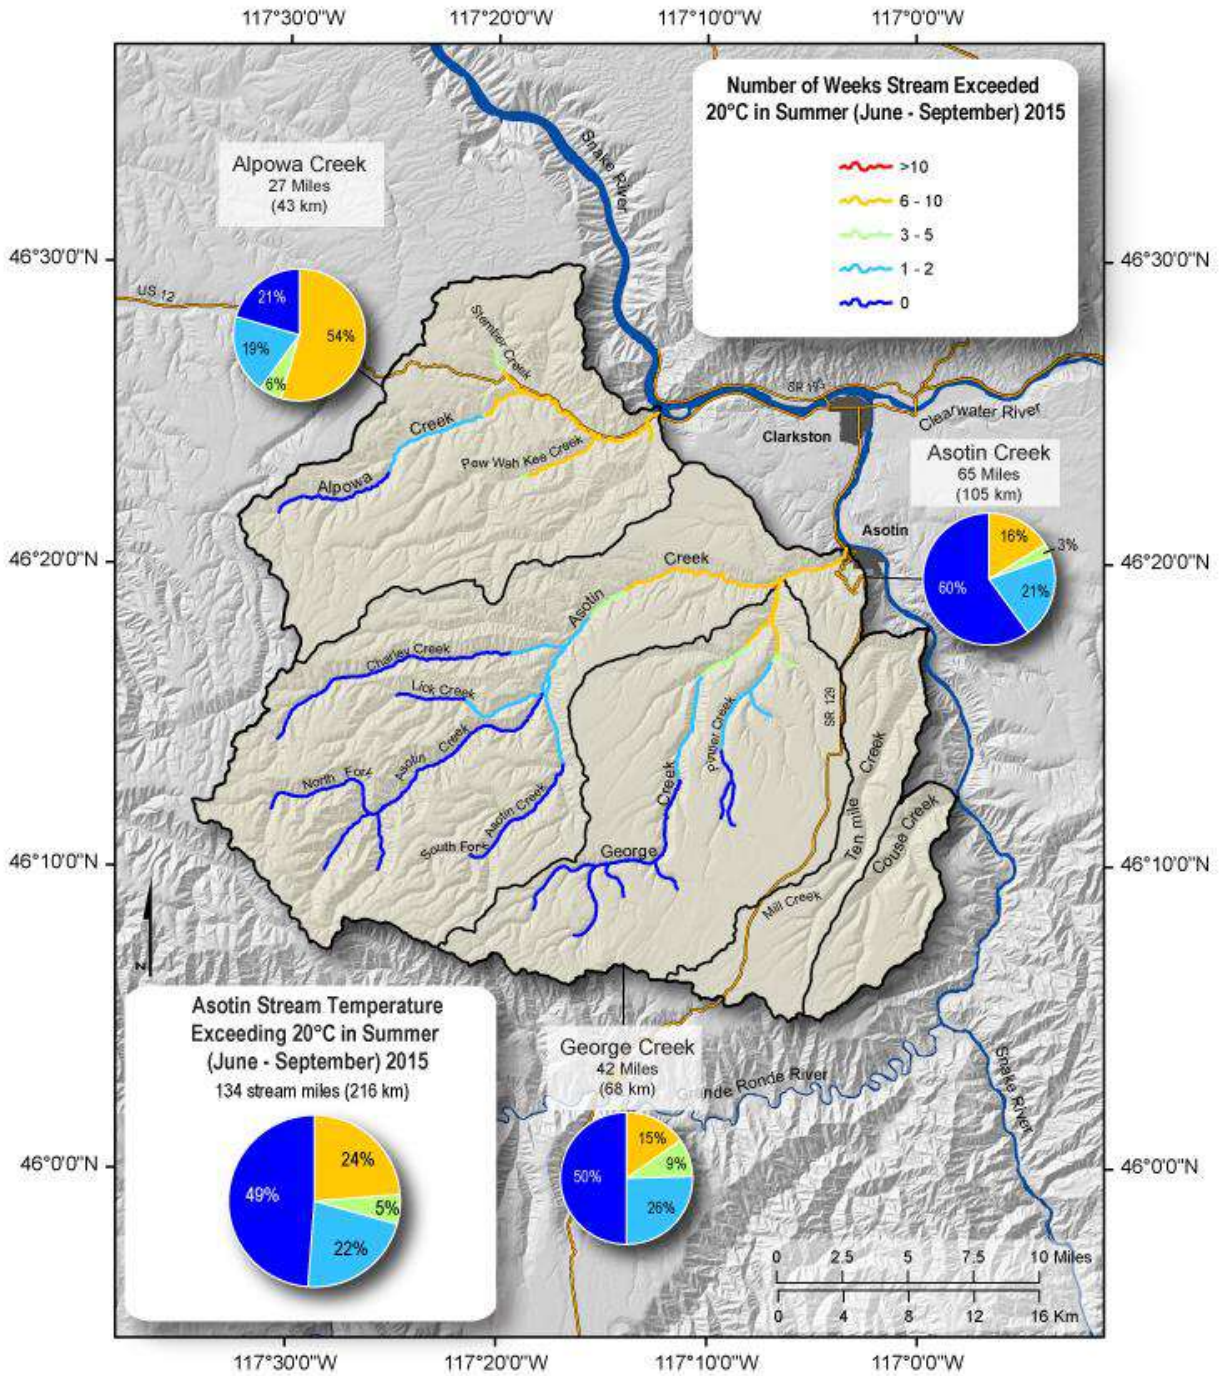 117°30'0"W
117°20'0"W
117°10'0"W
117°0'0"W
Number of Weeks Stream Exceeded
20°C in Summer (June - September) 2015
>10
6 - 10
3 - 5
1 - 2
0
Snake River
Alpowa Creek
27 Miles
(43 km)
46°30'0"N
46°30'0"N
US 12
21%
54%
19%
6%
Stember Creek
SR 193
Clearwater River
Clarkston
Creek
Pow Wah Kee Creek
Alpowa
Asotin Creek
65 Miles
(105 km)
16%
3%
60%
21%
Asotin
46°20'0"N
46°20'0"N
Creek
Asotin
Charley Creek
Lick Creek
Pintler Creek
SR 129
Creek
North Fork
Asotin Creek
Asotin Creek
South Fork
Creek
Ten mile
Couse Creek
George
46°10'0"N
46°10'0"N
Mill Creek
N
Asotin Stream Temperature
Exceeding 20°C in Summer
(June - September) 2015
134 stream miles (216 km)
49%
24%
5%
22%
George Creek
42 Miles
(68 km)
nde Ronde River
Snake River
50%
15%
9%
26%
46°0'0"N
46°0'0"N
0 2.5 5 7.5 10 Miles
0 4 8 12 16 Km
117°30'0"W
117°20'0"W
117°10'0"W
117°0'0"W